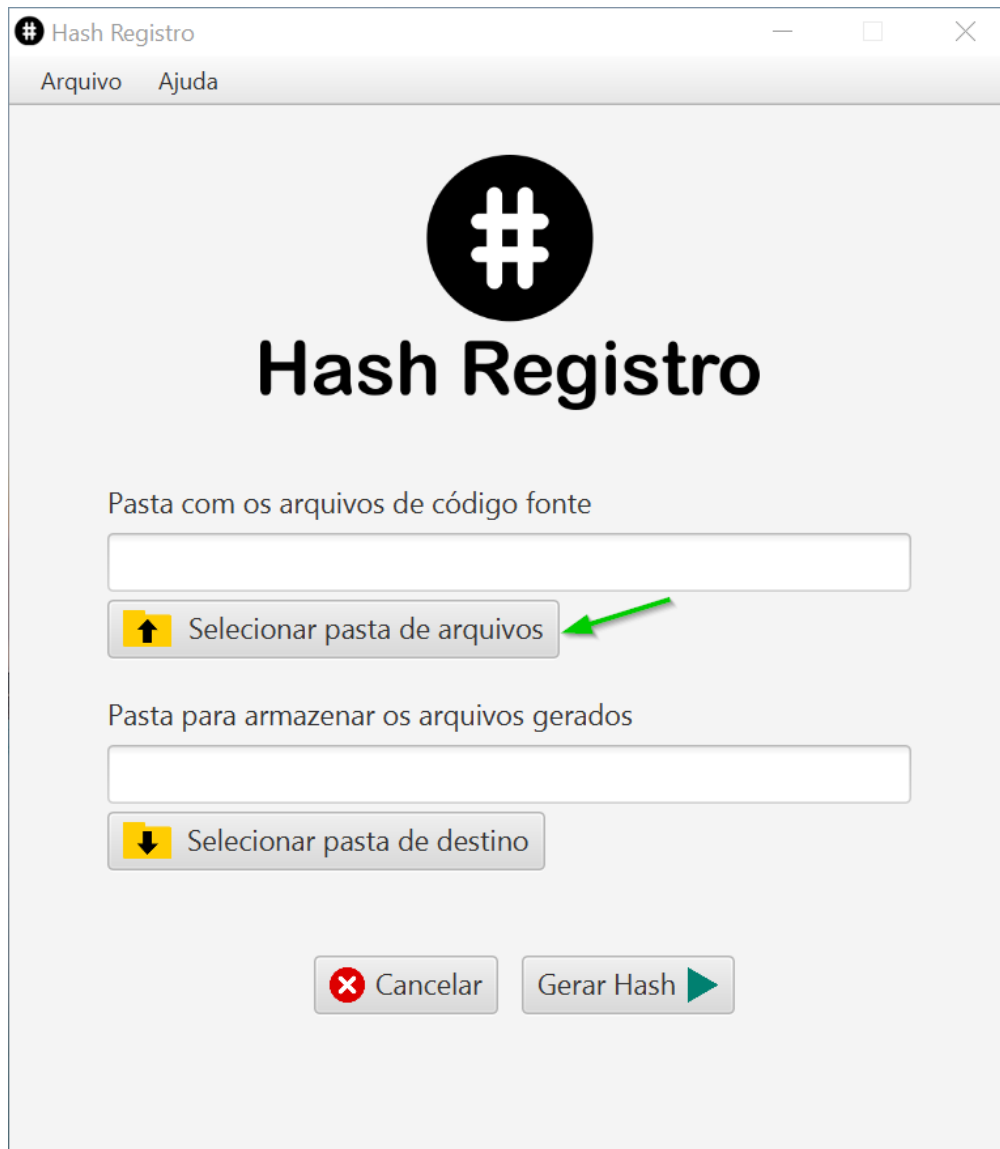 Hash Registro
Arquivo Ajuda
#
Hash Registro
Pasta com os arquivos de código fonte
Selecionar pasta de arquivos
Pasta para armazenar os arquivos gerados
Selecionar pasta de destino
Cancelar Gerar Hash